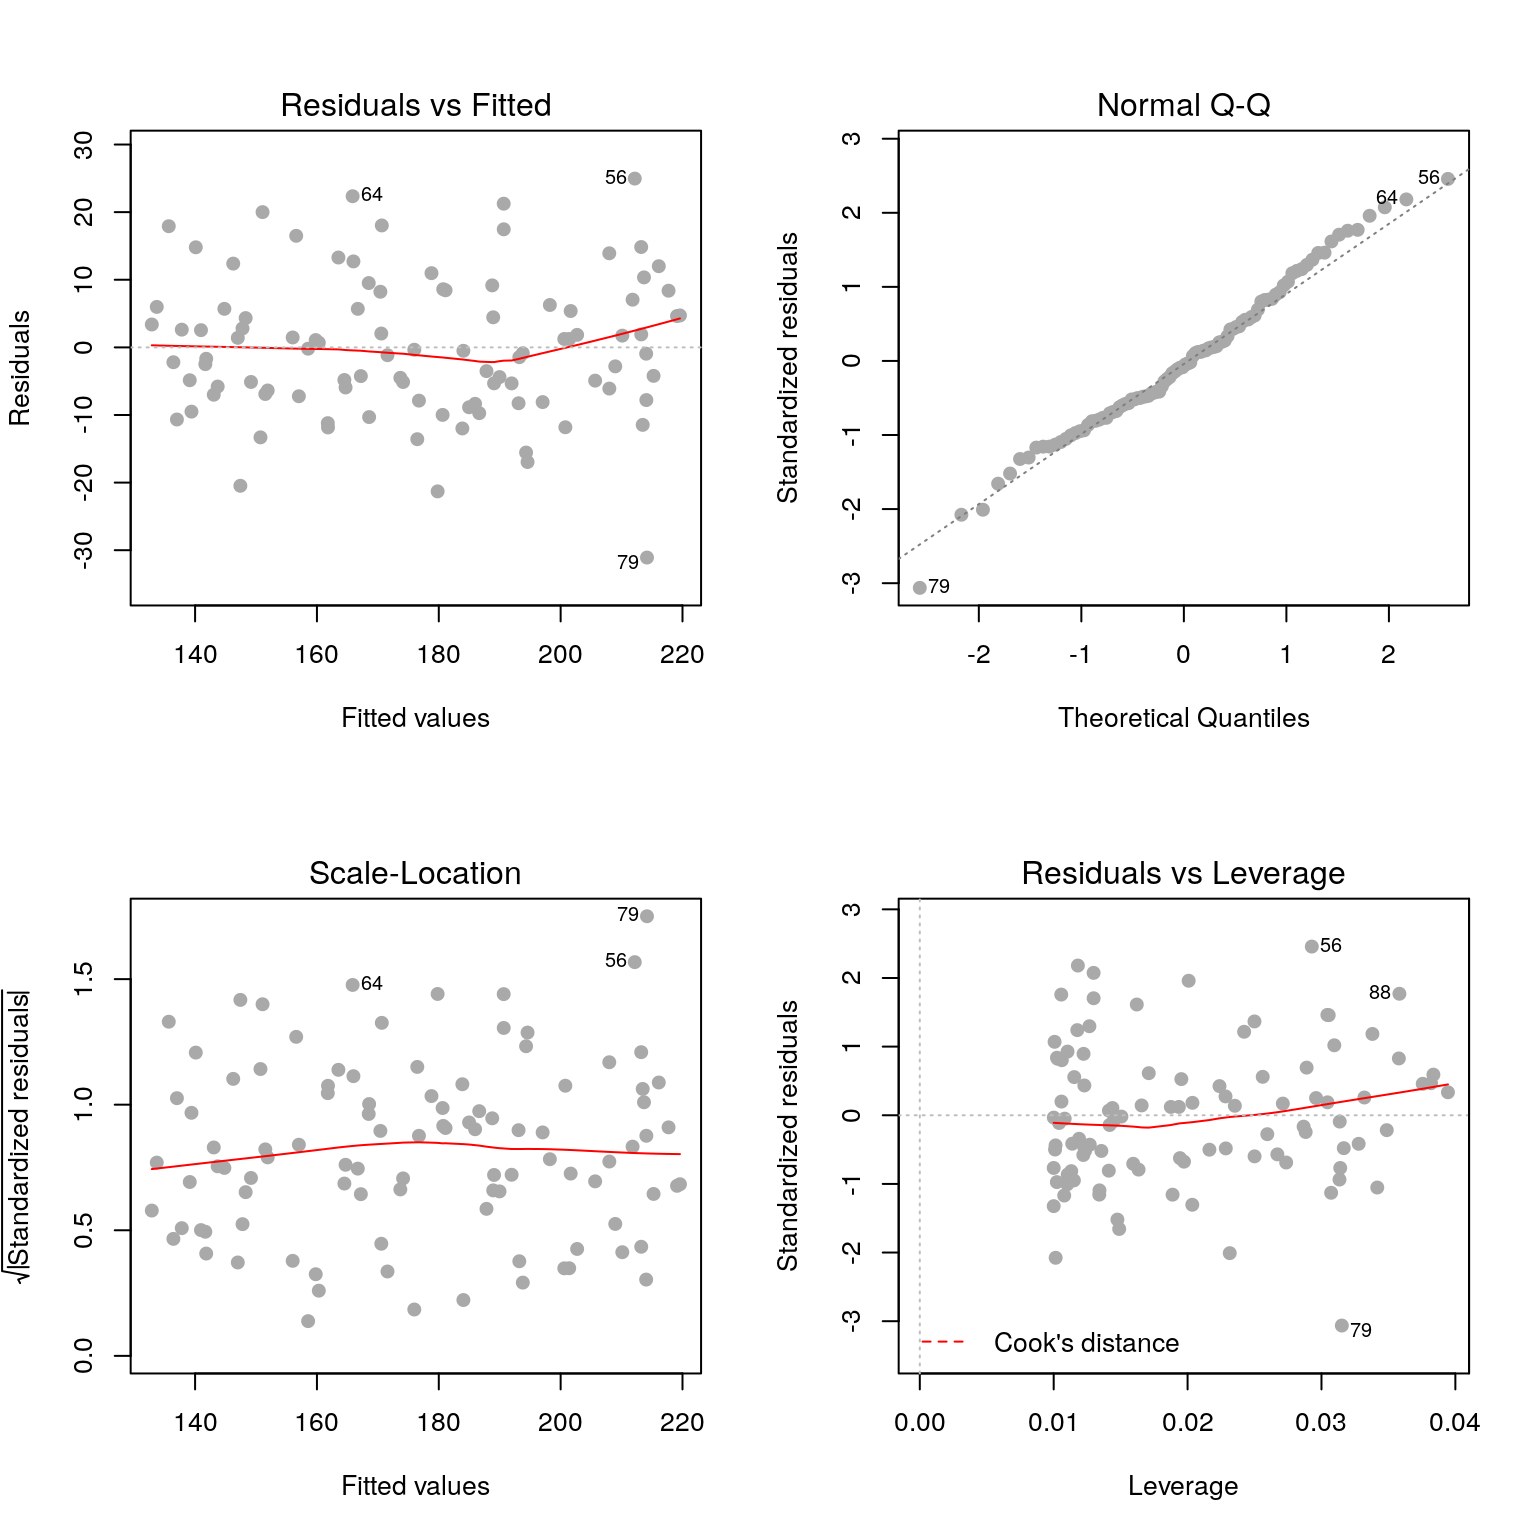 Residuals vs Fitted
Residuals
30
20
10
0
-10
-20
-30
56
64
79
140 160 180 200 220
Fitted values
Normal Q-Q
Standardized residuals
3
2
1
0
-1
-2
-3
56
64
79
-2 -1 0 1 2
Theoretical Quantiles
Scale-Location
√|Standardized residuals|
1.5
1.0
0.5
0.0
79
56
64
140 160 180 200 220
Fitted values
Residuals vs Leverage
Standardized residuals
3
2
1
0
-1
-2
-3
56
88
79
Cook's distance
0.00 0.01 0.02 0.03 0.04
Leverage